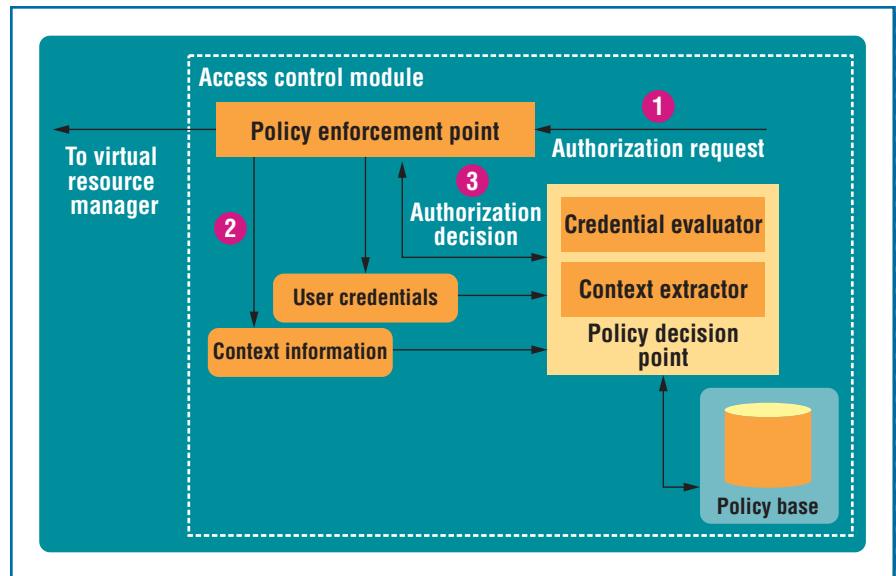 Access control module
Policy enforcement point
1
Authorization request
To virtual
resource
manager
2
3
Authorization
decision
Credential evaluator
Context extractor
Policy decision
point
User credentials
Context information
Policy base